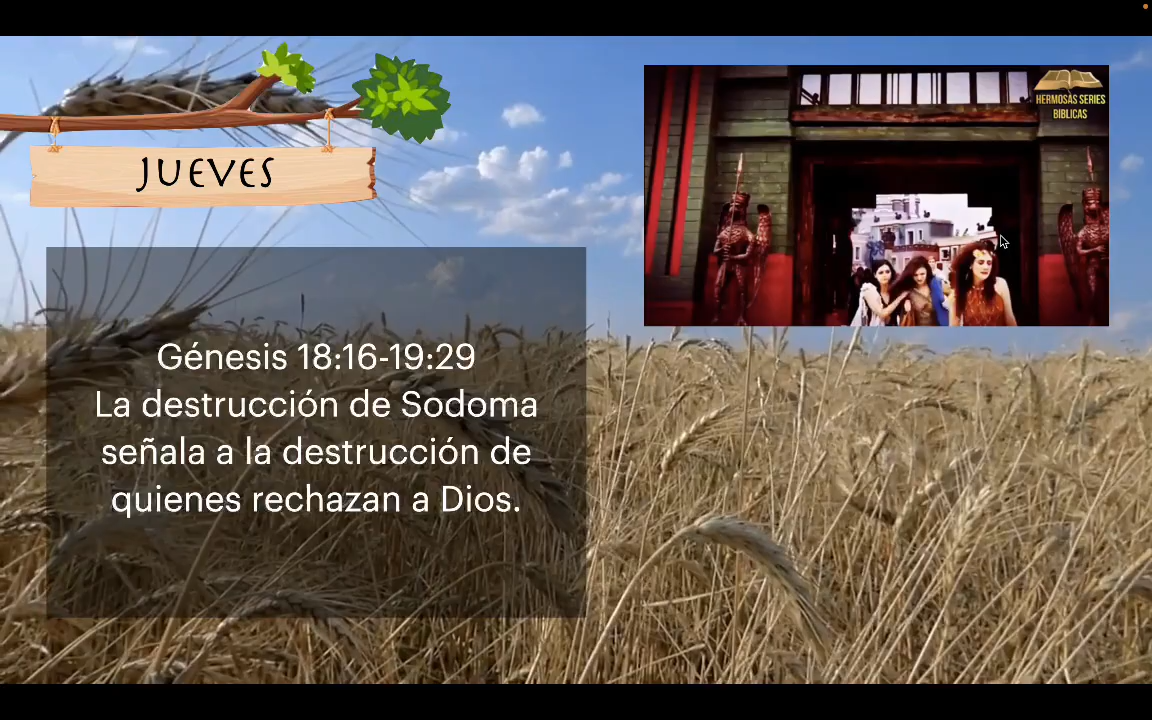 JUEVES
HERMOSAS SERIES
BIBLICAS
Génesis 18:16-19:29
La destrucción de Sodoma
señala a la destrucción de
quienes rechazan a Dios.